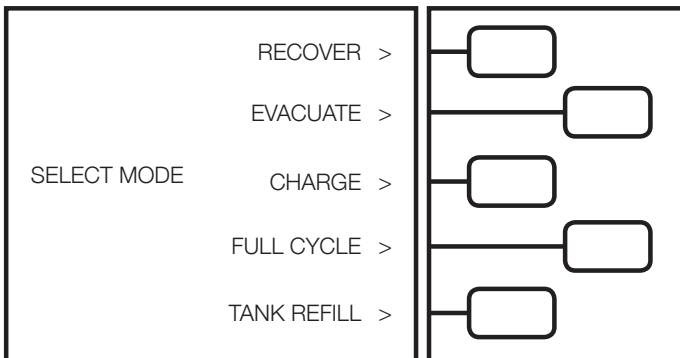 RECOVER >
EVACUATE >
SELECT MODE CHARGE >
FULL CYCLE >
TANK REFILL >